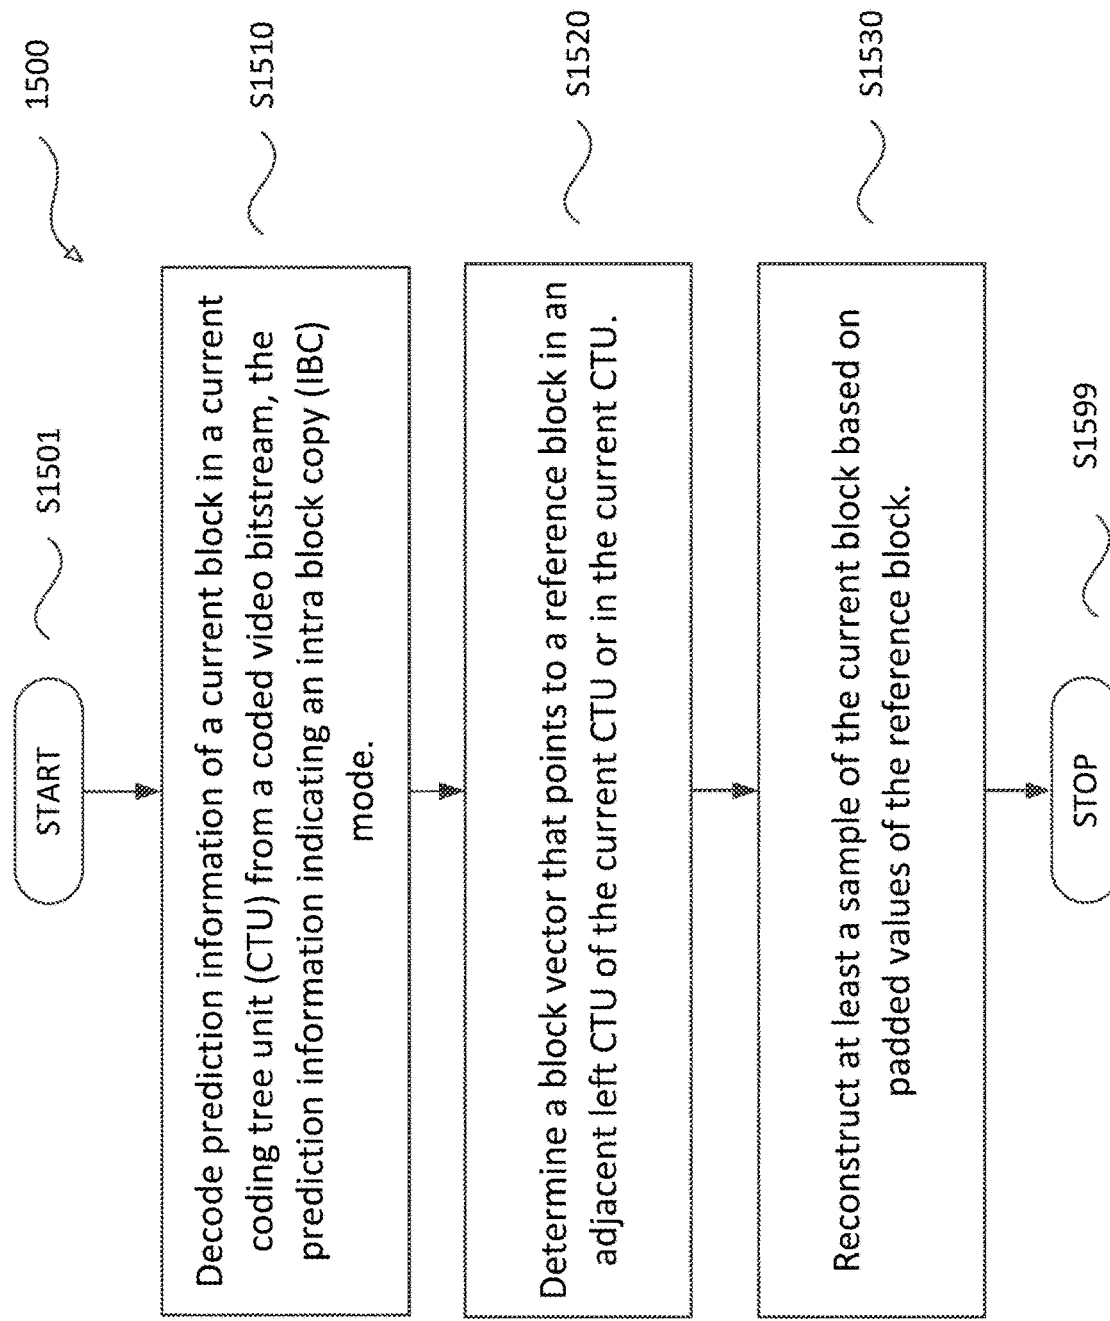 1500
START
S1501
Decode prediction information of a current block in a current
coding tree unit (CTU) from a coded video bitstream, the
prediction information indicating an intra block copy (IBC)
mode.
S1510
Determine a block vector that points to a reference block in an
adjacent left CTU of the current CTU or in the current CTU.
S1520
Reconstruct at least a sample of the current block based on
padded values of the reference block.
S1530
STOP
S1599